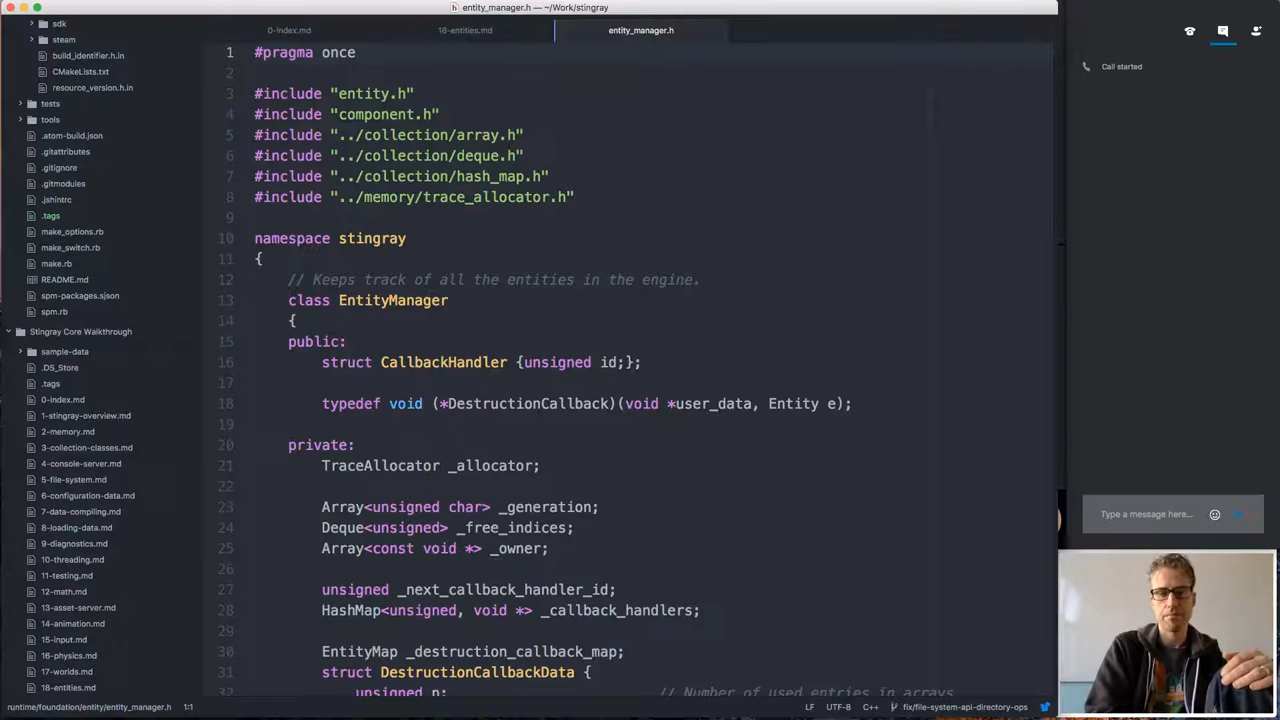 entity_manager.h — ~/Work/stingray
sdk
steam
build_identifier.h.in
CMakeLists.txt
resource_version.h.in
tests
tools
.atom-build.json
.gitattributes
.gitignore
.gitmodules
.jshintrc
.tags
make_options.rb
make_switch.rb
make.rb
README.md
spm-packages.sjson
spm.rb
Stingray Core Walkthrough
sample-data
.DS_Store
.tags
0-index.md
1-stingray-overview.md
2-memory.md
3-collection-classes.md
4-console-server.md
5-file-system.md
6-configuration-data.md
7-data-compiling.md
8-loading-data.md
9-diagnostics.md
10-threading.md
11-testing.md
12-math.md
13-asset-server.md
14-animation.md
15-input.md
16-physics.md
17-worlds.md
18-entities.md
0-index.md 18-entities.md entity_manager.h
1 #pragma once
2
3 #include "entity.h"
4 #include "component.h"
5 #include "../collection/array.h"
6 #include "../collection/deque.h"
7 #include "../collection/hash_map.h"
8 #include "../memory/trace_allocator.h"
9
10 namespace stingray
11 {
12 // Keeps track of all the entities in the engine.
13 class EntityManager
14 {
15 public:
16 struct CallbackHandler {unsigned id;};
17
18 typedef void (*DestructionCallback)(void *user_data, Entity e);
19
20 private:
21 TraceAllocator _allocator;
22
23 Array<unsigned char> _generation;
24 Deque<unsigned> _free_indices;
25 Array<const void *> _owner;
26
27 unsigned _next_callback_handler_id;
28 HashMap<unsigned, void *> _callback_handlers;
29
30 EntityMap _destruction_callback_map;
31 struct DestructionCallbackData {
32 unsigned n; // Number of used entries in arrays
runtime/foundation/entity/entity_manager.h 1:1 LF UTF-8 C++ fix/file-system-api-directory-ops
Call started
Type a message here...